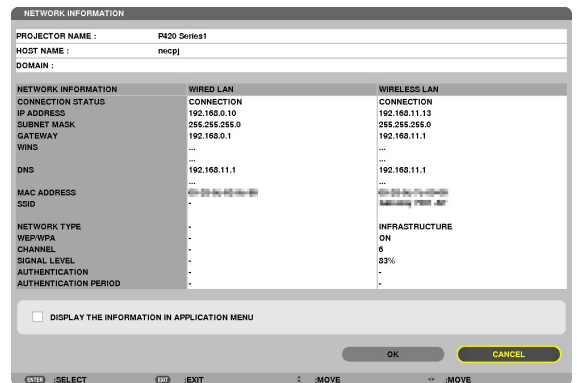 NETWORK INFORMATION
PROJECTOR NAME : P420 Series1
HOST NAME : necpj
DOMAIN :
NETWORK INFORMATION WIRED LAN WIRELESS LAN
CONNECTION STATUS CONNECTION CONNECTION
IP ADDRESS 192.168.0.10 192.168.11.13
SUBNET MASK 255.255.255.0 255.255.255.0
GATEWAY 192.168.0.1 192.168.11.1
WINS ... ...
... ...
DNS 192.168.11.1 192.168.11.1
... ...
MAC ADDRESS
SSID -
NETWORK TYPE - INFRASTRUCTURE
WEP/WPA - ON
CHANNEL - 6
SIGNAL LEVEL - 83%
AUTHENTICATION - -
AUTHENTICATION PERIOD - -
DISPLAY THE INFORMATION IN APPLICATION MENU
OK CANCEL
ENTER :SELECT EXIT :EXIT :MOVE :MOVE